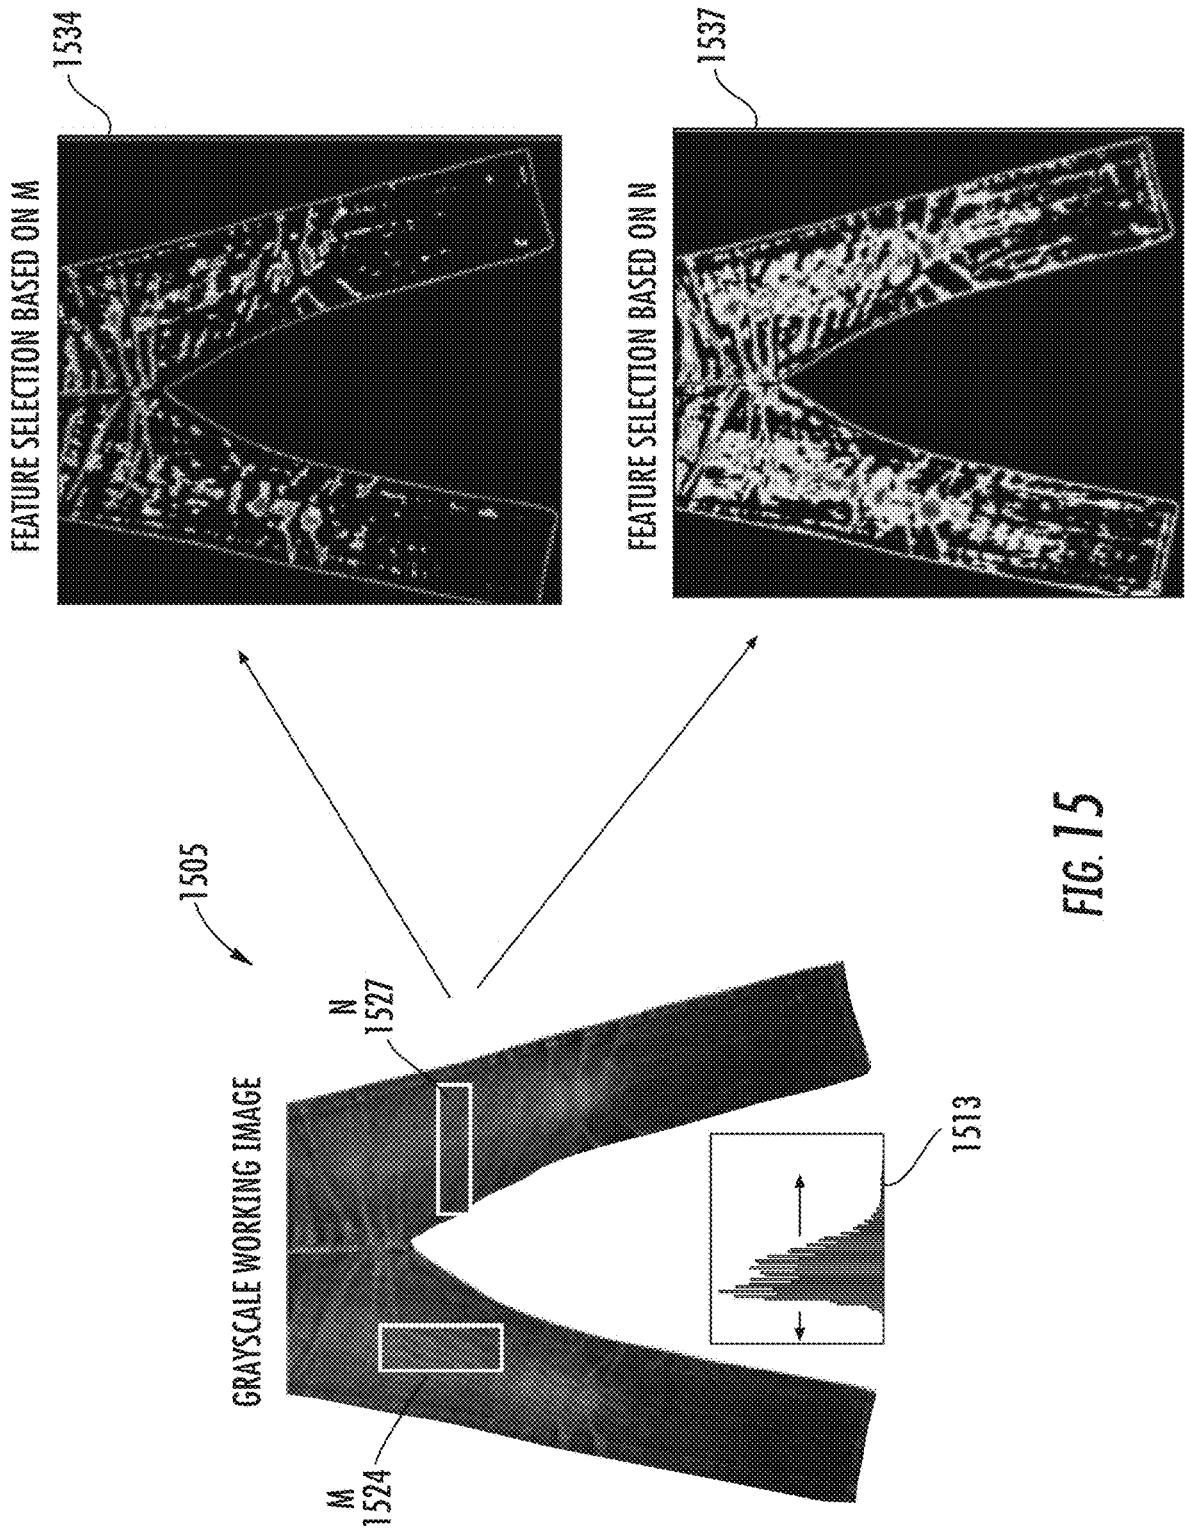 GRAYSCALE WORKING IMAGE
1505
M
1524
N
1527
1513
FEATURE SELECTION BASED ON M
1534
FEATURE SELECTION BASED ON N
1537
FIG. 15